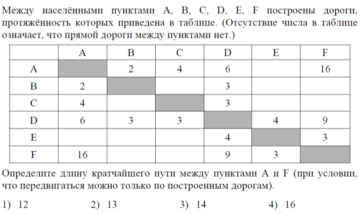 Между населёнными пунктами A, B, C, D, E, F построены дороги,
протяжённость которых приведена в таблице. (Отсутствие числа в таблице
означает, что прямой дороги между пунктами нет.)
A B C D E F
A 2 4 6 16
B 2 3
C 4 3
D 6 3 3 4 9
E 4 3
F 16 9 3
Определите длину кратчайшего пути между пунктами A и F (при условии,
что передвигаться можно только по построенным дорогам).
1) 12 2) 13 3) 14 4) 16